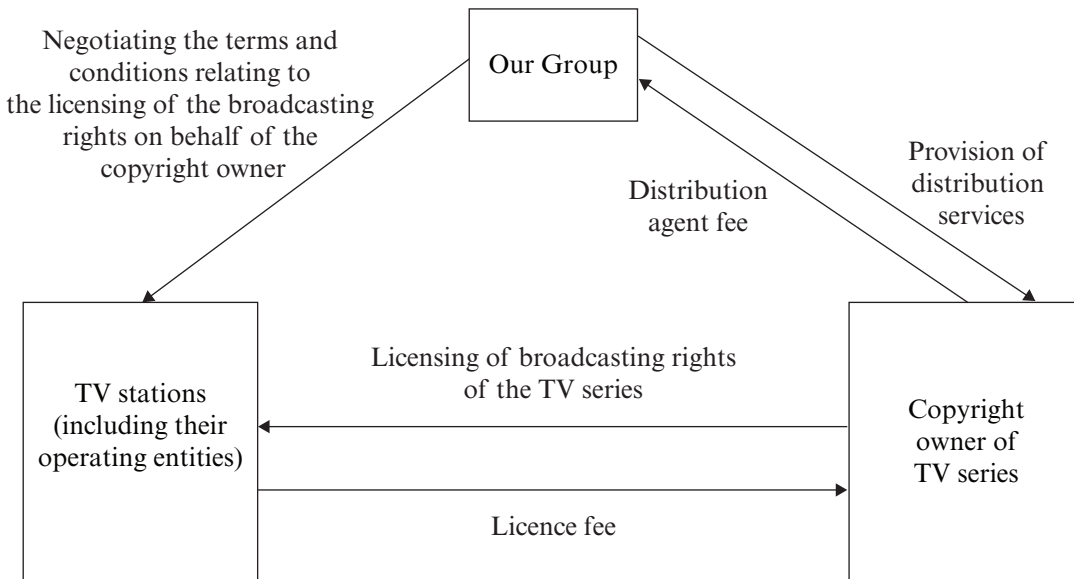 Negotiating the terms and
conditions relating to
the licensing of the broadcasting
rights on behalf of the
copyright owner
Our Group
Distribution
agent fee
Provision of
distribution
services
TV stations
(including their
operating entities)
Licensing of broadcasting rights
of the TV series
Licence fee
Copyright
owner of
TV series